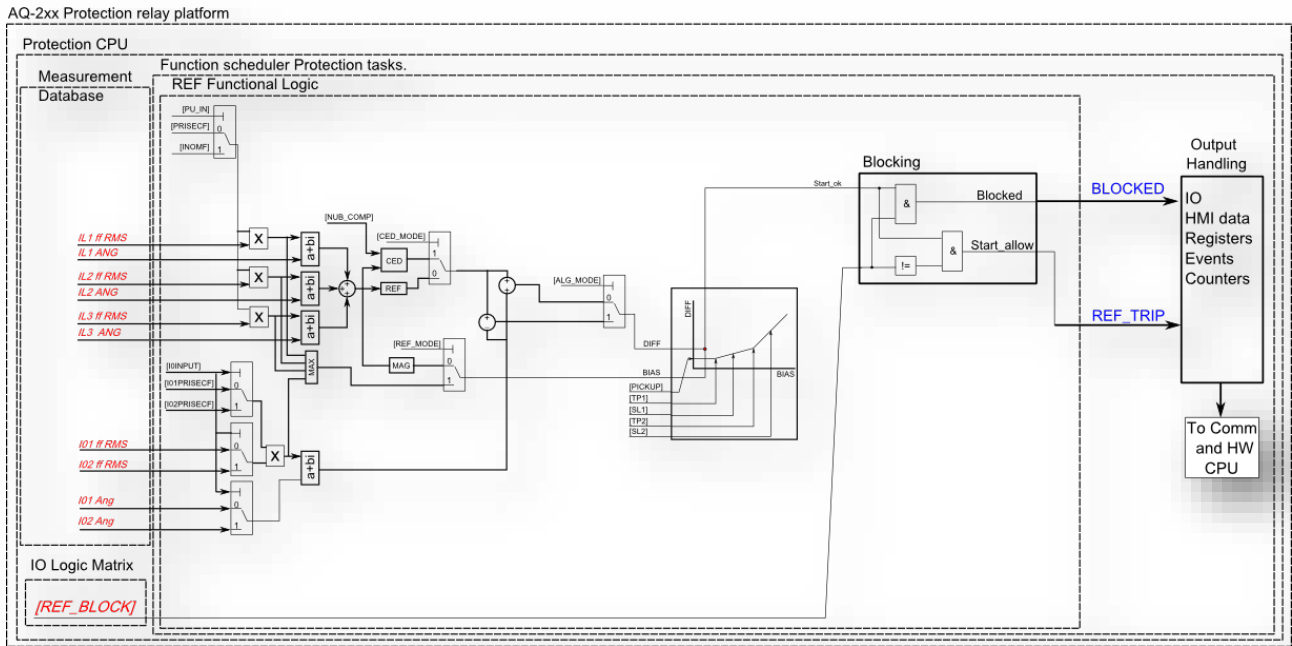 AQ-2xx Protection relay platform
Protection CPU
Function scheduler Protection tasks.
Measurement
Database
REF Functional Logic
[PU_IN]
[PRISECF]
0
[INOMF]
1
IL1 ff RMS
IL1 ANG
IL2 ff RMS
IL2 ANG
IL3 ff RMS
IL3 ANG
X
X
X
a+bi
a+bi
a+bi
[NUB_COMP]
[CED_MODE]
CED
1
REF
0
[REF_MODE]
MAG
0
1
MAX
[I0INPUT]
[I01PRISECF]
0
[I02PRISECF]
1
I01 ff RMS
0
I02 ff RMS
1
X
a+bi
I01 Ang
0
I02 Ang
1
+
+
+
-
[ALG_MODE]
0
1
DIFF
BIAS
DIFF
BIAS
[PICKUP]
[TP1]
[SL1]
[TP2]
[SL2]
Start_ok
Blocking
&
Blocked
&
Start_allow
!=
BLOCKED
REF_TRIP
Output
Handling
IO
HMI data
Registers
Events
Counters
To Comm
and HW
CPU
IO Logic Matrix
[REF_BLOCK]